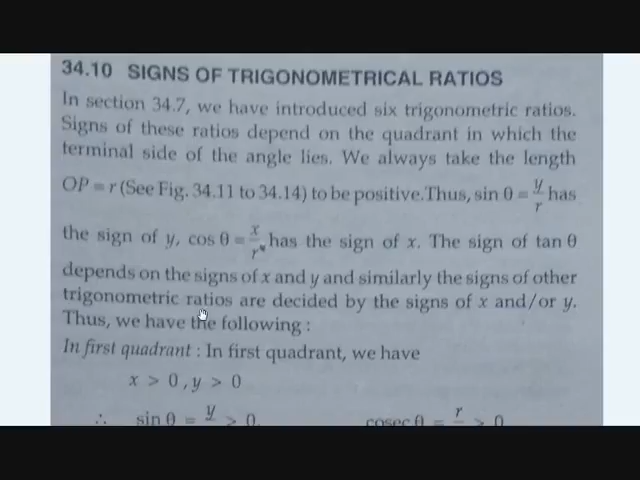 34.10 SIGNS OF TRIGONOMETRICAL RATIOS
In section 34.7, we have introduced six trigonometric ratios.
Signs of these ratios depend on the quadrant in which the
terminal side of the angle lies. We always take the length
OP = r (See Fig. 34.11 to 34.14) to be positive.Thus, sin θ = y/r has
the sign of y, cos θ = x/r has the sign of x. The sign of tan θ
depends on the signs of x and y and similarly the signs of other
trigonometric ratios are decided by the signs of x and/or y.
Thus, we have the following :
In first quadrant : In first quadrant, we have
x > 0 , y > 0
∴ sin θ = y/ > 0, cosec θ = r/ > 0